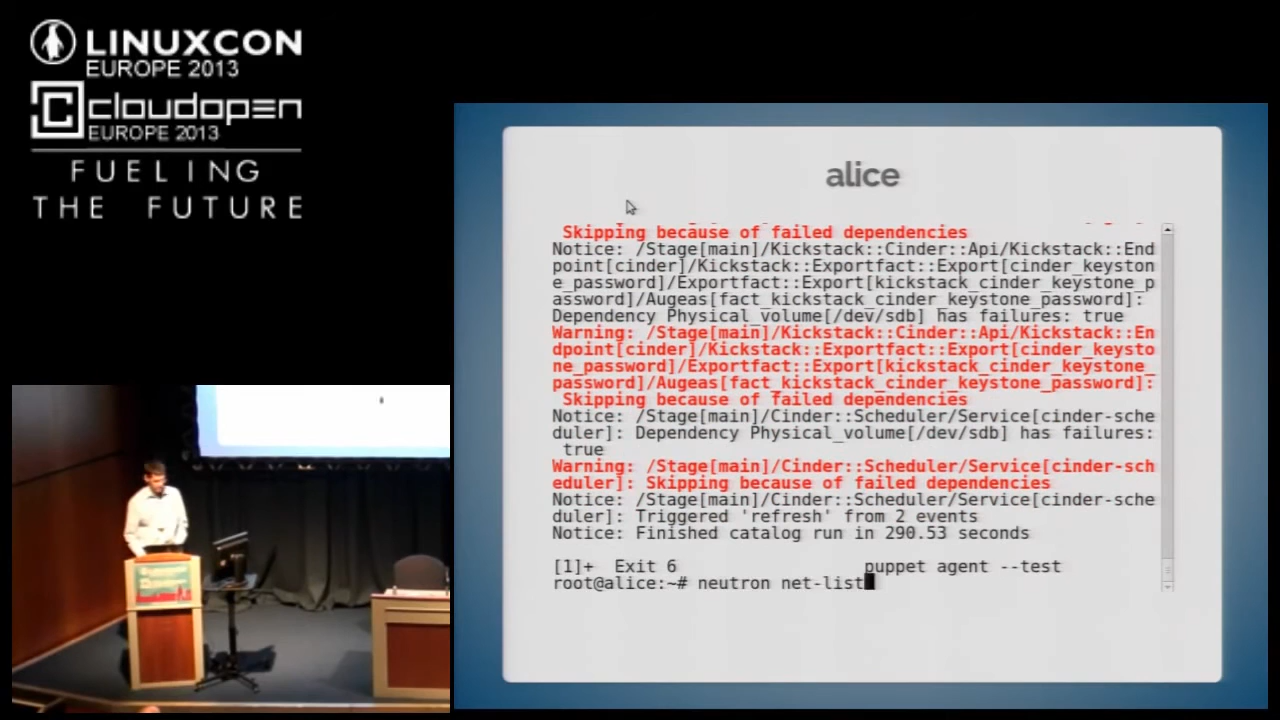 LINUXCON
EUROPE 2013
cloudopen
EUROPE 2013
FUELING
THE FUTURE
alice
Skipping because of failed dependencies
Notice: /Stage[main]/Kickstack::Cinder::Api/Kickstack::End
point[cinder]/Kickstack::Exportfact::Export[cinder_keyston
e_password]/Exportfact::Export[kickstack_cinder_keystone_p
assword]/Augeas[fact_kickstack_cinder_keystone_password]:
Dependency Physical_volume[/dev/sdb] has failures: true
Warning: /Stage[main]/Kickstack::Cinder::Api/Kickstack::En
dpoint[cinder]/Kickstack::Exportfact::Export[cinder_keysto
ne_password]/Exportfact::Export[kickstack_cinder_keystone_
password]/Augeas[fact_kickstack_cinder_keystone_password]:
Skipping because of failed dependencies
Notice: /Stage[main]/Cinder::Scheduler/Service[cinder-sche
duler]: Dependency Physical_volume[/dev/sdb] has failures:
true
Warning: /Stage[main]/Cinder::Scheduler/Service[cinder-sch
eduler]: Skipping because of failed dependencies
Notice: /Stage[main]/Cinder::Scheduler/Service[cinder-sche
duler]: Triggered 'refresh' from 2 events
Notice: Finished catalog run in 290.53 seconds
[1]+ Exit 6 puppet agent --test
root@alice:~# neutron net-list